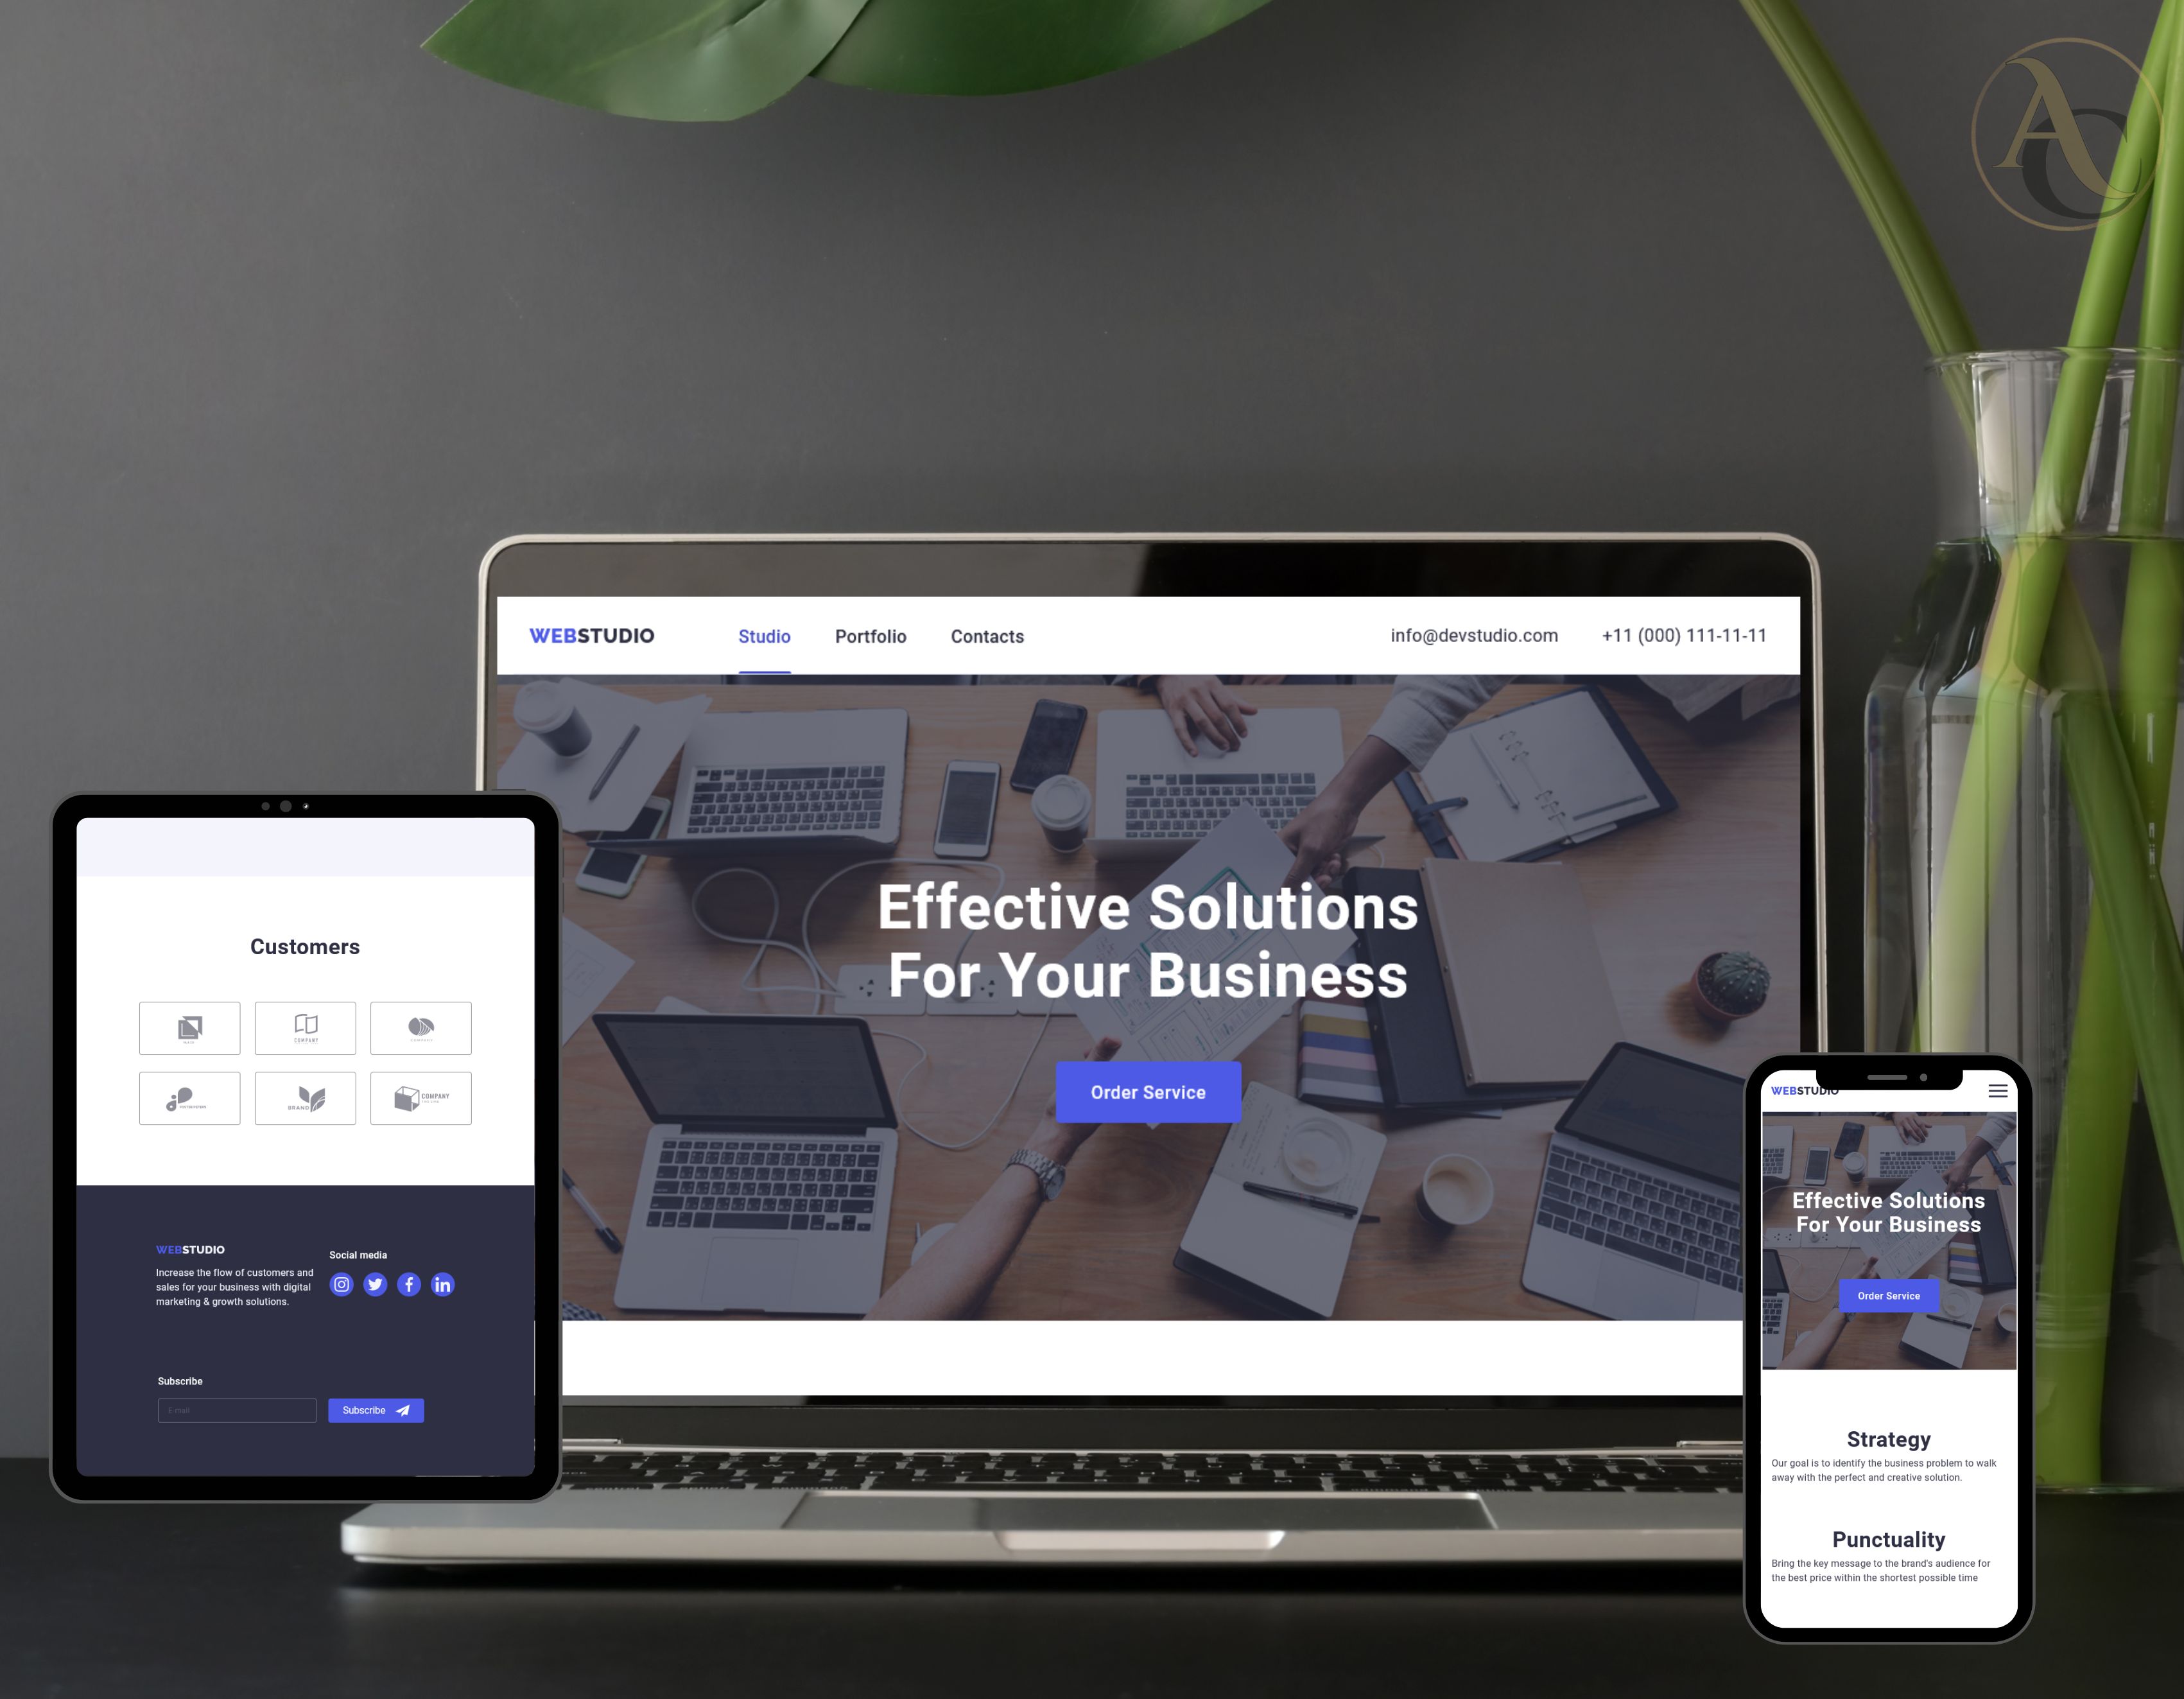 AC
WEBSTUDIO
Studio
Portfolio
Contacts
info@devstudio.com
+11 (000) 111-11-11
Effective Solutions
For Your Business
Order Service
Customers
COMPANY
COMPANY
BRAND
COMPANY
WEBSTUDIO
Increase the flow of customers and
sales for your business with digital
marketing & growth solutions.
Social media
in
Subscribe
E-mail
Subscribe
WEBSTUDIO
Effective Solutions
For Your Business
Order Service
Strategy
Our goal is to identify the business problem to walk
away with the perfect and creative solution.
Punctuality
Bring the key message to the brand's audience for
the best price within the shortest possible time